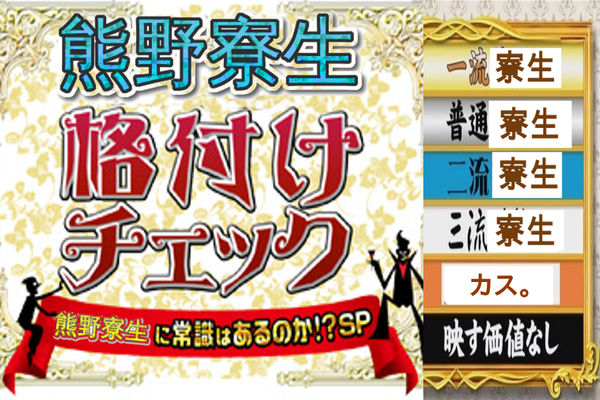 熊野寮生
格付け
チェック
熊野寮生に常識はあるのか!?SP
一流 寮生
普通 寮生
二流 寮生
三流 寮生
カス。
映す価値なし